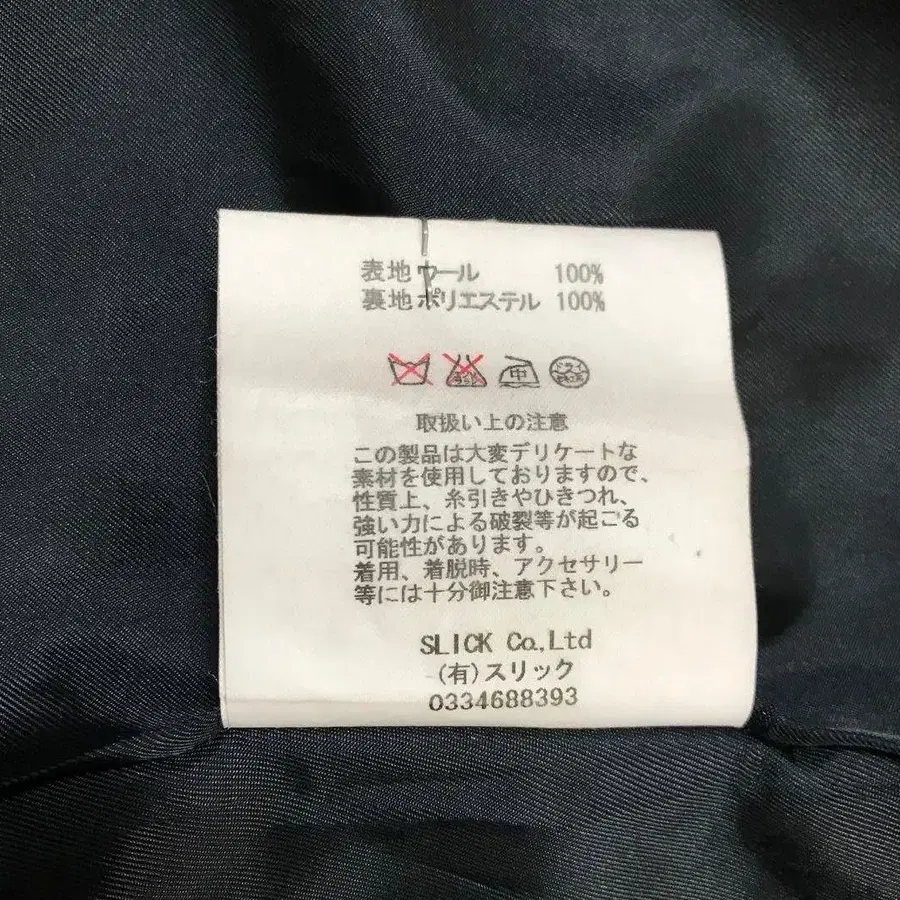 表地 ウール 100%
裏地 ポリエステル 100%
中
取扱い上の注意
この製品は大変デリケートな
素材を使用しておりますので、
性質上、糸引きやひきつれ、
強い力による破裂等が起こる
可能性があります。
着用、着脱時、アクセサリー
等には十分御注意下さい。
SLICK Co.,Ltd
(有)スリック
0334688393